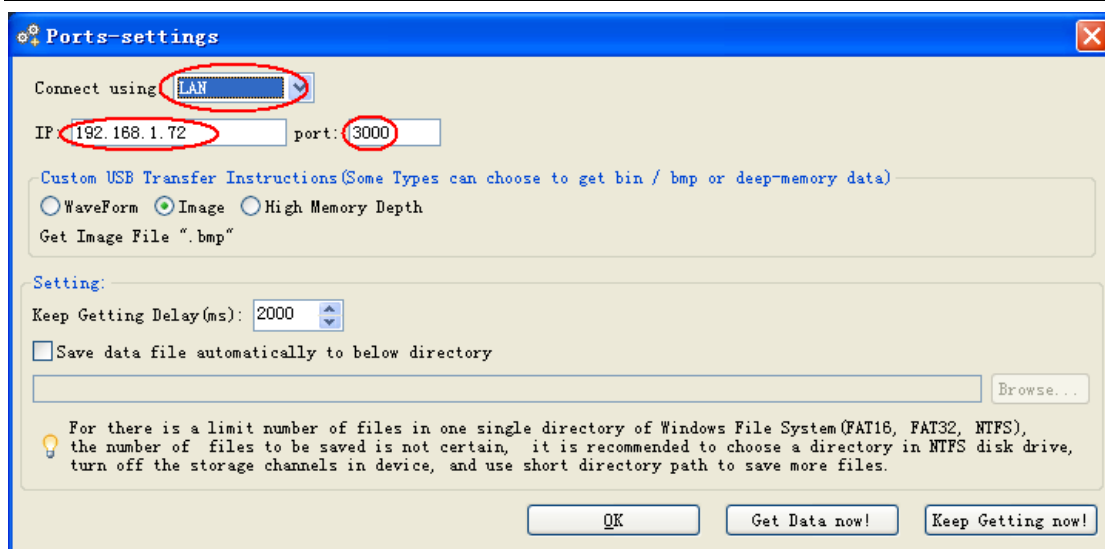 Ports-settings
Connect using: LAN
IP: 192.168.1.72 port: 3000
Custom USB Transfer Instructions(Some Types can choose to get bin / bmp or deep-memory data)
WaveForm Image High Memory Depth
Get Image File ".bmp"
Setting:
Keep Getting Delay(ms): 2000
Save data file automatically to below directory
Browse...
For there is a limit number of files in one single directory of Windows File System(FAT16, FAT32, NTFS),
the number of files to be saved is not certain, it is recommended to choose a directory in NTFS disk drive,
turn off the storage channels in device, and use short directory path to save more files.
OK Get Data now! Keep Getting now!